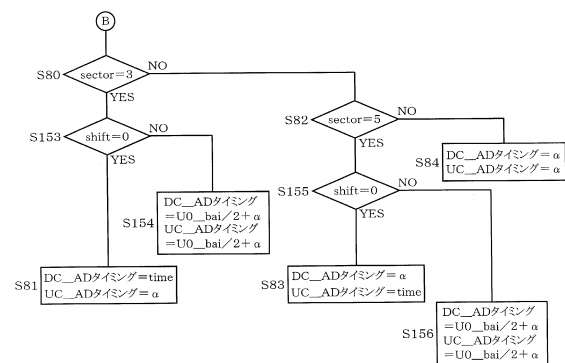 B
S80
sector=3
NO
YES
S153
shift=0
NO
YES
S154
DC__ADタイミング
=U0__bai/2+α
UC__ADタイミング
=U0__bai/2+α
S81
DC__ADタイミング=time
UC__ADタイミング=α
S82
sector=5
NO
YES
S84
DC__ADタイミング=α
UC__ADタイミング=α
S155
shift=0
NO
YES
S83
DC__ADタイミング=α
UC__ADタイミング=time
S156
DC__ADタイミング
=U0__bai/2+α
UC__ADタイミング
=U0__bai/2+α